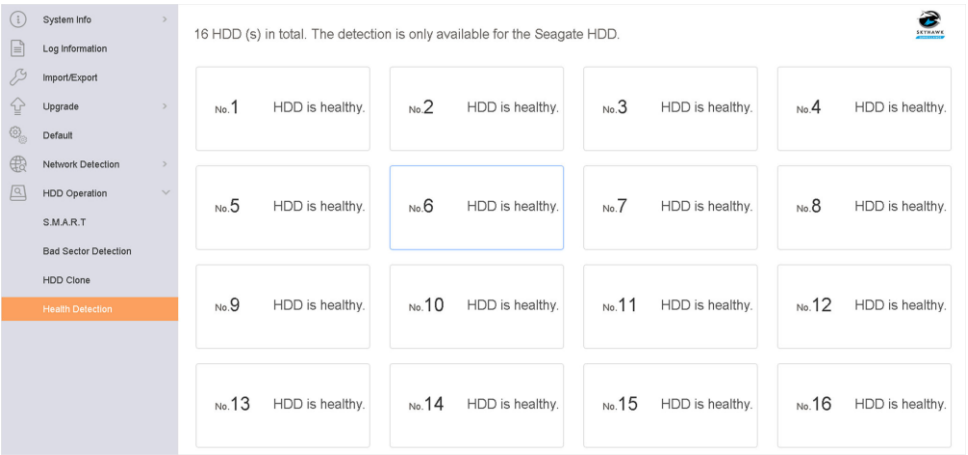 System Info
Log Information
Import/Export
Upgrade
Default
Network Detection
HDD Operation
S.M.A.R.T
Bad Sector Detection
HDD Clone
Health Detection
16 HDD (s) in total. The detection is only available for the Seagate HDD.
SKYHAWK
No.1 HDD is healthy.
No.2 HDD is healthy.
No.3 HDD is healthy.
No.4 HDD is healthy.
No.5 HDD is healthy.
No.6 HDD is healthy.
No.7 HDD is healthy.
No.8 HDD is healthy.
No.9 HDD is healthy.
No.10 HDD is healthy.
No.11 HDD is healthy.
No.12 HDD is healthy.
No.13 HDD is healthy.
No.14 HDD is healthy.
No.15 HDD is healthy.
No.16 HDD is healthy.